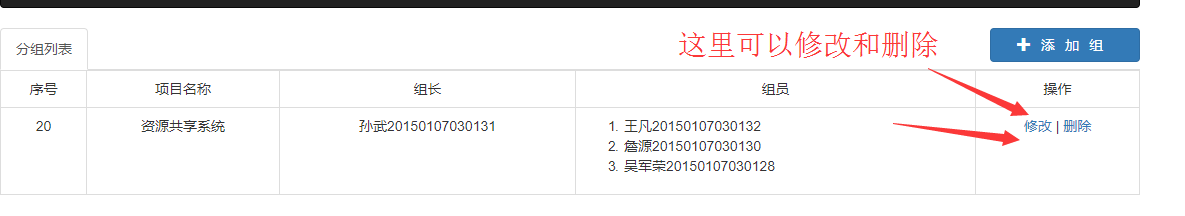 分组列表
这里可以修改和删除
添 加 组
序号 项目名称 组长 组员 操作
20 资源共享系统 孙武20150107030131 1. 王凡20150107030132 修改 | 删除
2. 詹源20150107030130
3. 吴军荣20150107030128